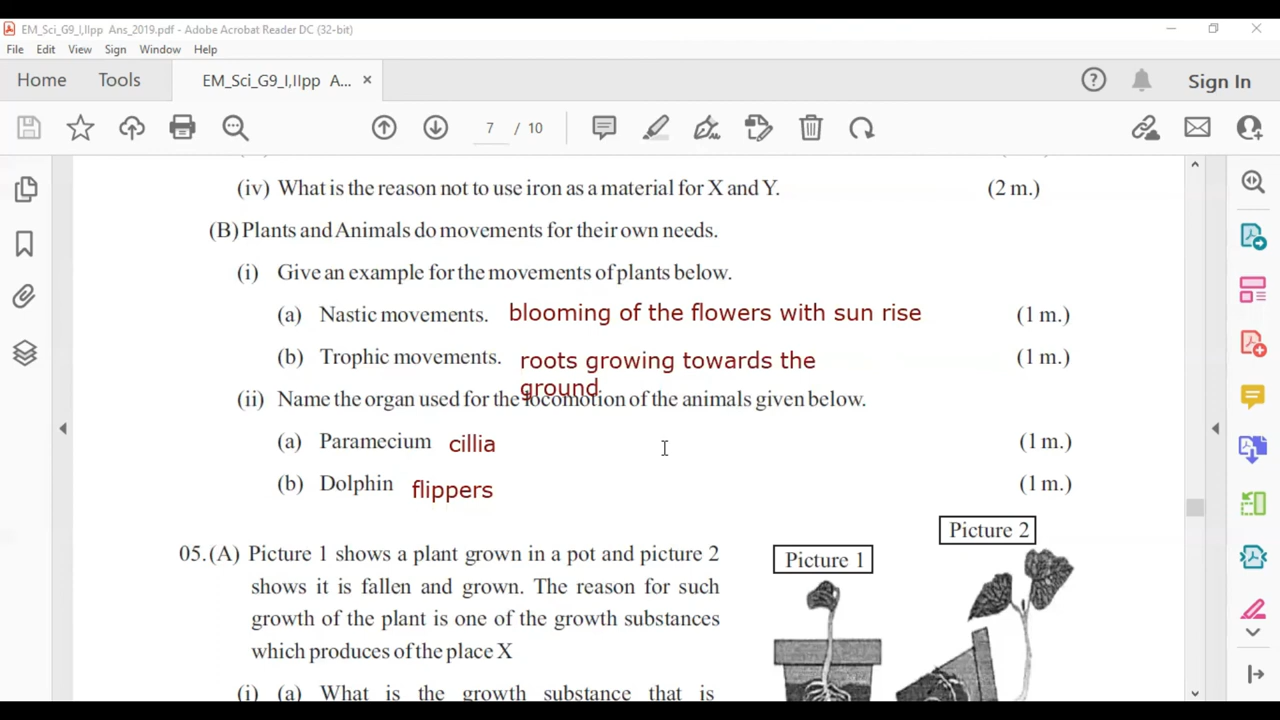 EM_Sci_G9_I,IIpp Ans_2019.pdf - Adobe Acrobat Reader DC (32-bit)
File Edit View Sign Window Help
Home Tools EM_Sci_G9_I,IIpp A... × Sign In
7 / 10
(iv) What is the reason not to use iron as a material for X and Y. (2 m.)
(B) Plants and Animals do movements for their own needs.
(i) Give an example for the movements of plants below.
(a) Nastic movements. blooming of the flowers with sun rise (1 m.)
(b) Trophic movements. roots growing towards the (1 m.)
ground
(ii) Name the organ used for the locomotion of the animals given below.
(a) Paramecium cillia (1 m.)
(b) Dolphin flippers (1 m.)
Picture 2
05. (A) Picture 1 shows a plant grown in a pot and picture 2 Picture 1
shows it is fallen and grown. The reason for such
growth of the plant is one of the growth substances
which produces of the place X
(i) (a) What is the growth substance that is